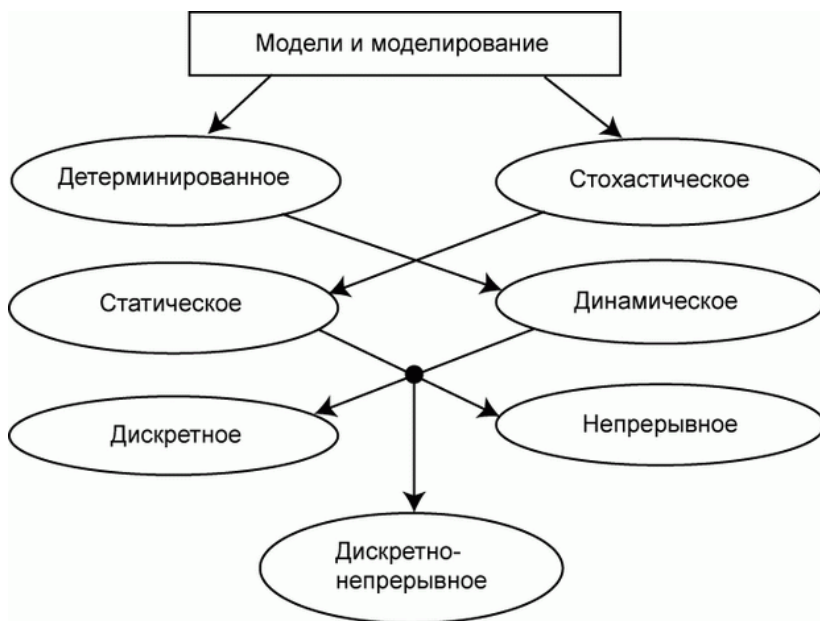 Модели и моделирование
Детерминированное
Стохастическое
Статическое
Динамическое
Дискретное
Непрерывное
Дискретно-
непрерывное